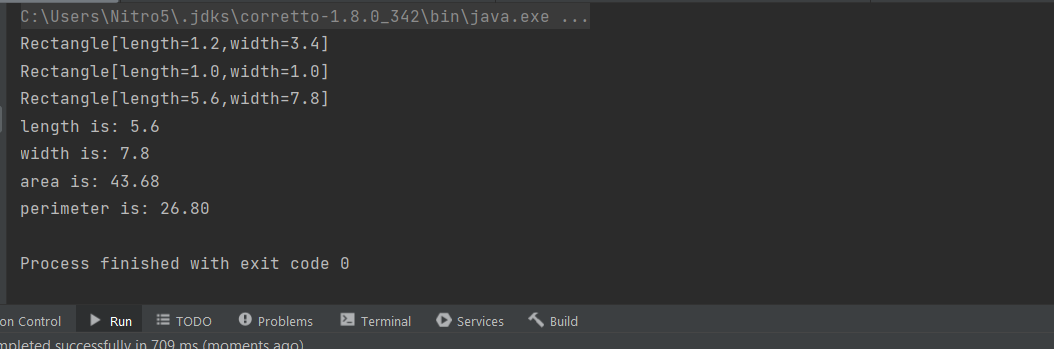 C:\Users\Nitro5\.jdks\corretto-1.8.0_342\bin\java.exe ...
Rectangle[length=1.2,width=3.4]
Rectangle[length=1.0,width=1.0]
Rectangle[length=5.6,width=7.8]
length is: 5.6
width is: 7.8
area is: 43.68
perimeter is: 26.80
Process finished with exit code 0
on Control Run TODO Problems Terminal Services Build
mpleted successfully in 709 ms (moments ago)